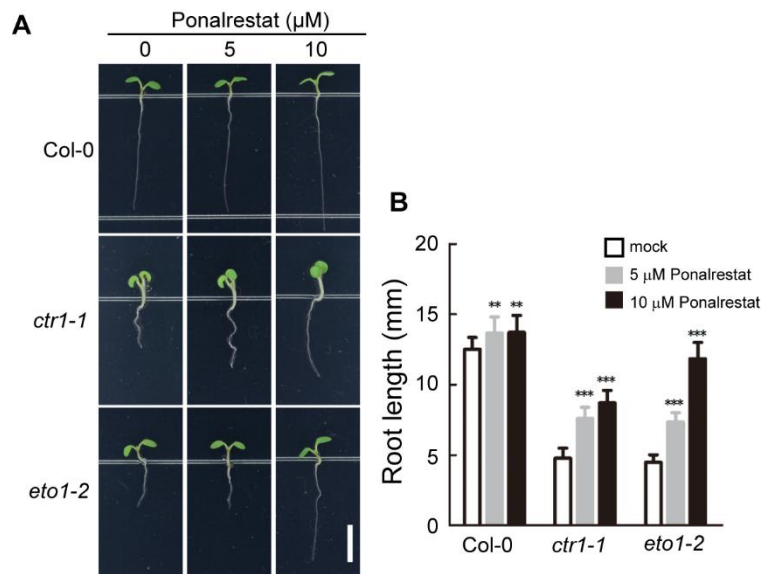 A
Ponalrestat (µM)
0 5 10
Col-0
ctr1-1
eto1-2
B
20
15
10
5
0
Root length (mm)
mock
5 µM Ponalrestat
10 µM Ponalrestat
** **
*** ***
*** ***
Col-0 ctr1-1 eto1-2